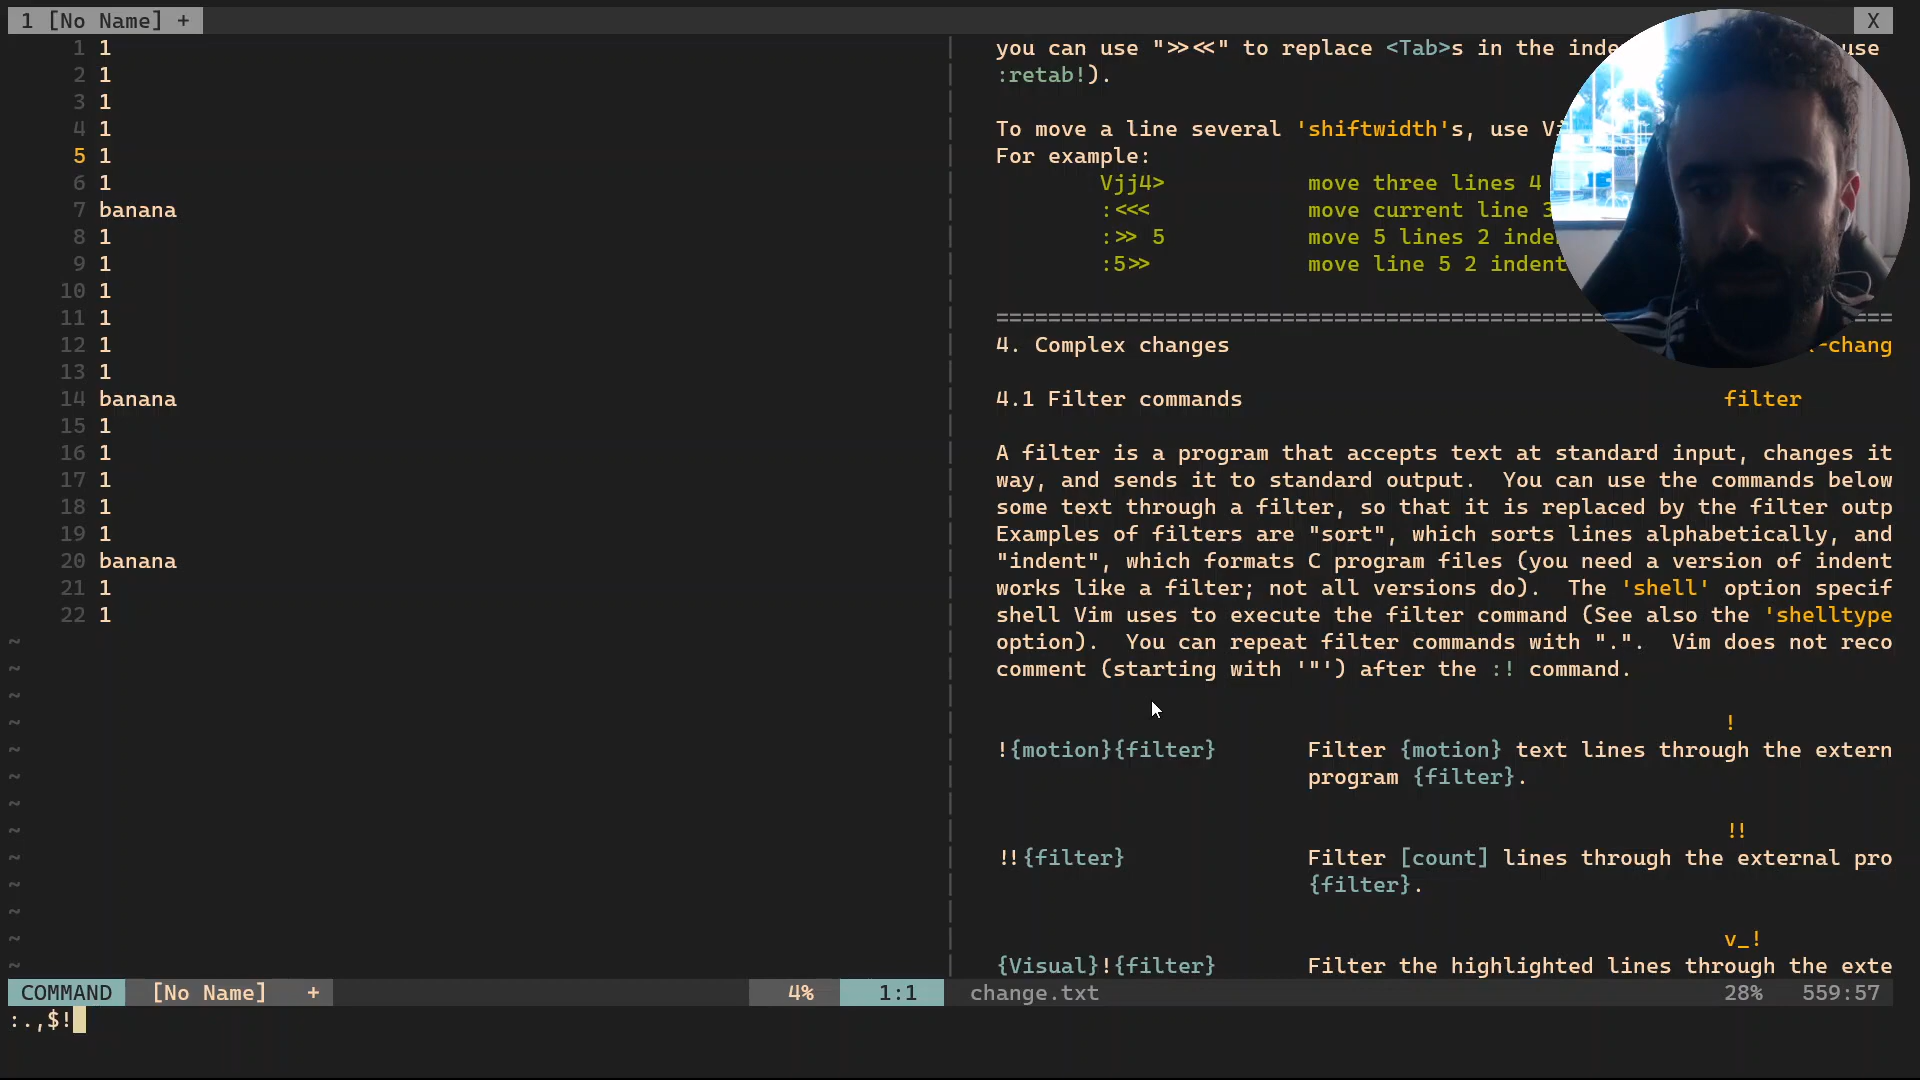 1 [No Name] + X
1 1
2 1
3 1
4 1
5 1
6 1
7 banana
8 1
9 1
10 1
11 1
12 1
13 1
14 banana
15 1
16 1
17 1
18 1
19 1
20 banana
21 1
22 1
~
~
~
~
~
~
~
~
~
~
~
~
~
COMMAND [No Name] + 4% 1:1
:.,$!
you can use ">><<" to replace <Tab>s in the inde use
:retab!).
To move a line several 'shiftwidth's, use V
For example:
Vjj4> move three lines 4
:<<< move current line 3
:>> 5 move 5 lines 2 inde
:5>> move line 5 2 indent
==============================================
4. Complex changes -chang
4.1 Filter commands filter
A filter is a program that accepts text at standard input, changes it
way, and sends it to standard output.  You can use the commands below
some text through a filter, so that it is replaced by the filter outp
Examples of filters are "sort", which sorts lines alphabetically, and
"indent", which formats C program files (you need a version of indent
works like a filter; not all versions do).  The 'shell' option specif
shell Vim uses to execute the filter command (See also the 'shelltype
option).  You can repeat filter commands with ".".  Vim does not reco
comment (starting with '"') after the :! command.
!
!{motion}{filter} Filter {motion} text lines through the extern
program {filter}.
!!
!!{filter} Filter [count] lines through the external pro
{filter}.
v_!
{Visual}!{filter} Filter the highlighted lines through the exte
change.txt 28% 559:57